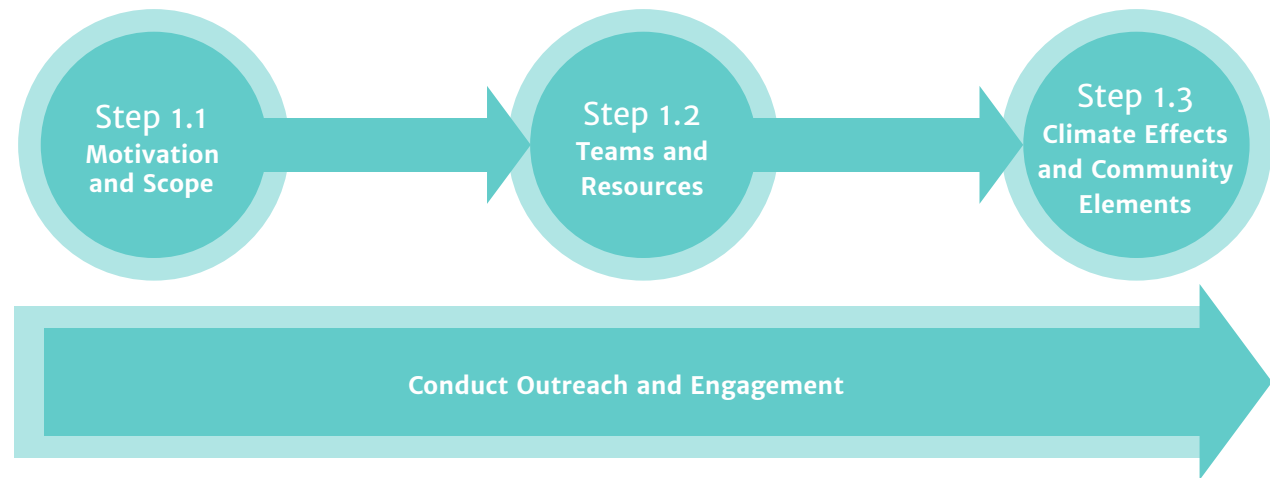 Step 1.1
Motivation
and Scope
Step 1.2
Teams and
Resources
Step 1.3
Climate Effects
and Community
Elements
Conduct Outreach and Engagement